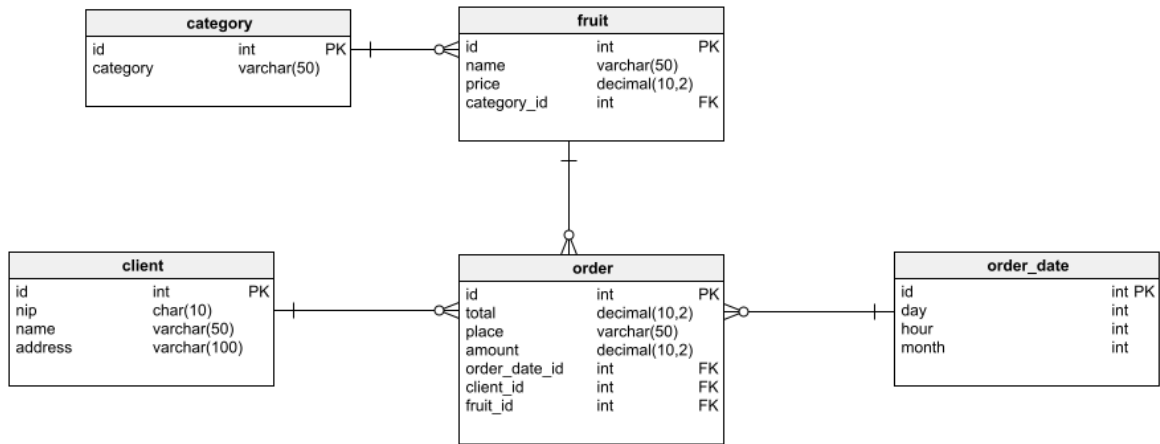 category
id int PK
category varchar(50)
fruit
id int PK
name varchar(50)
price decimal(10,2)
category_id int FK
client
id int PK
nip char(10)
name varchar(50)
address varchar(100)
order
id int PK
total decimal(10,2)
place varchar(50)
amount decimal(10,2)
order_date_id int FK
client_id int FK
fruit_id int FK
order_date
id int PK
day int
hour int
month int